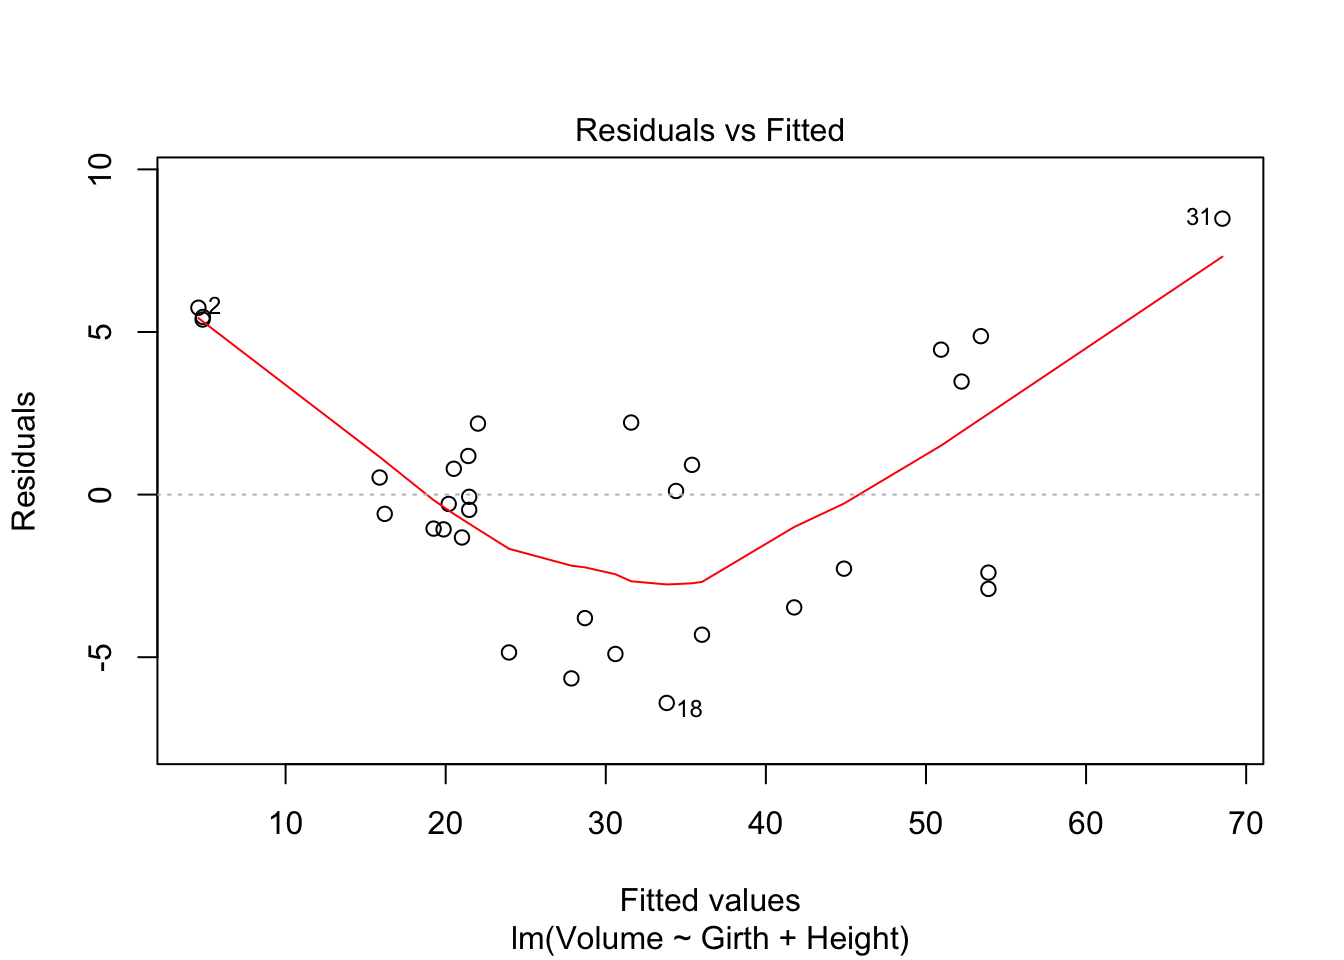 Residuals vs Fitted
10
5
0
-5
Residuals
31
2
18
10 20 30 40 50 60 70
Fitted values
lm(Volume ~ Girth + Height)